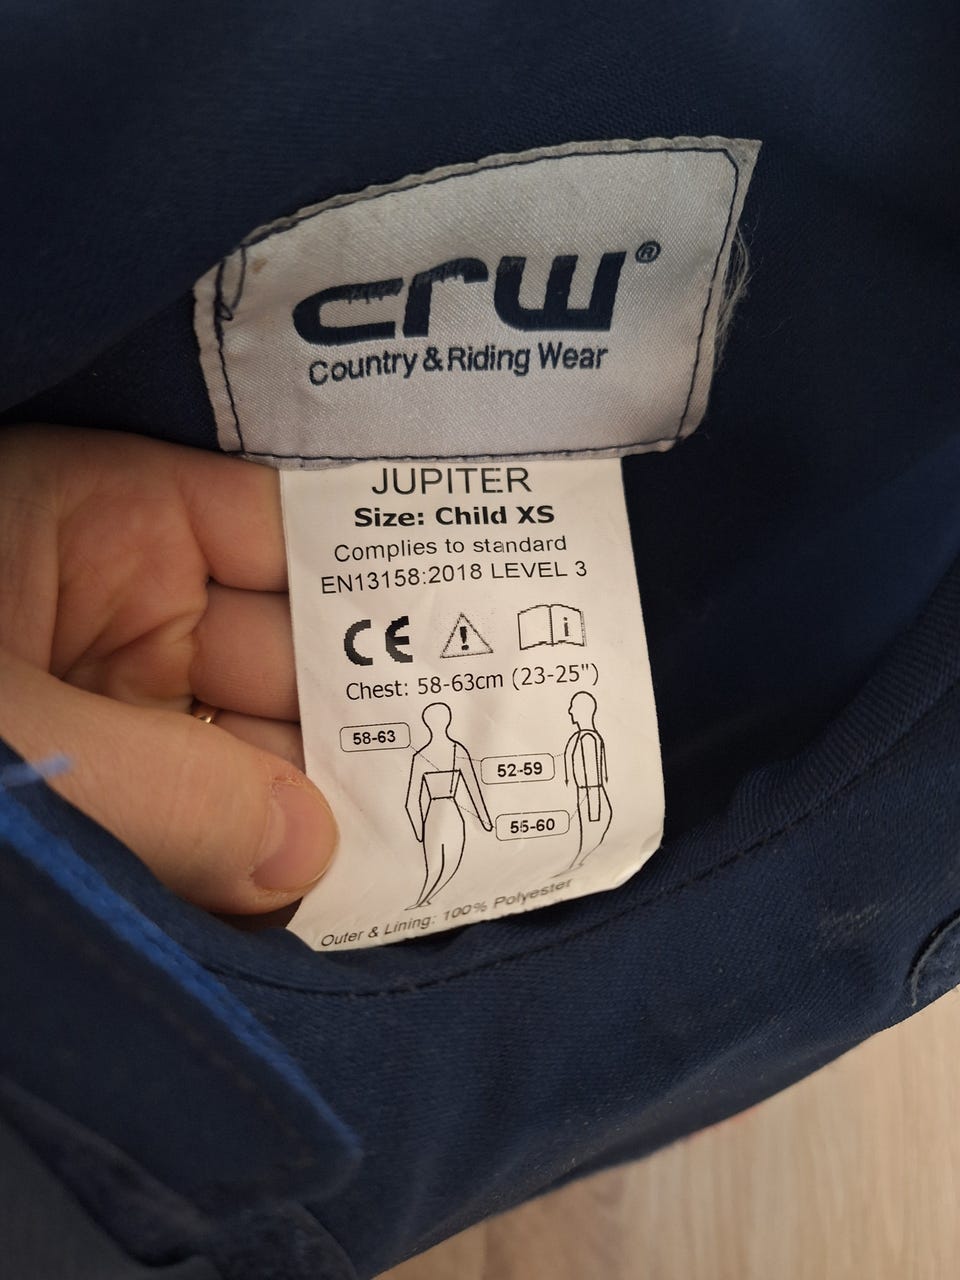 crw®
Country & Riding Wear
JUPITER
Size: Child XS
Complies to standard
EN13158:2018 LEVEL 3
CE
Chest: 58-63cm (23-25")
58-63
52-59
55-60
Outer & Lining: 100% Polyester